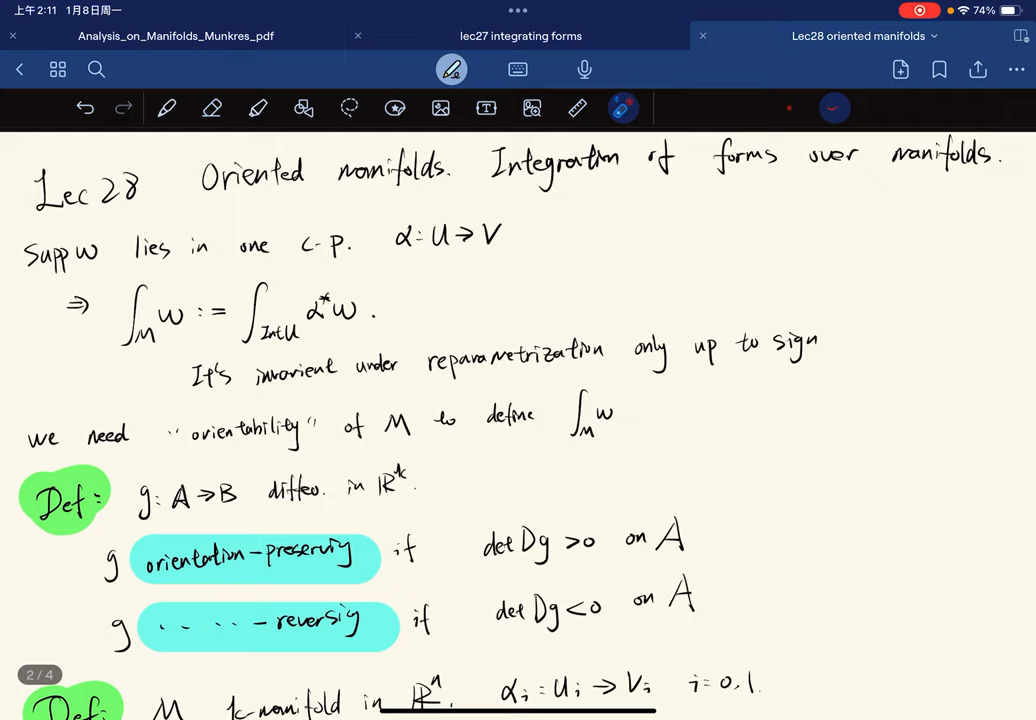 上午2:11 1月8日周一
74%
Analysis_on_Manifolds_Munkres_pdf
lec27 integrating forms
Lec28 oriented manifolds
Lec 28 Oriented manifolds. Integration of forms over manifolds.
Supp ω lies in one c-p. α: U → V
⇒ ∫_M ω := ∫_{Int U} α*ω.
It's invarient under reparametrization only up to sign
we need "orientability" of M to define ∫_M ω
Def: g: A → B diffeo. in ℝ^k.
g orientation-preservig if det Dg > 0 on A
g ‥ ‥ -reversig if det Dg < 0 on A
2/4
Def: M k-manifold in ℝ^n. α_i: U_i → V_i i=0,1.